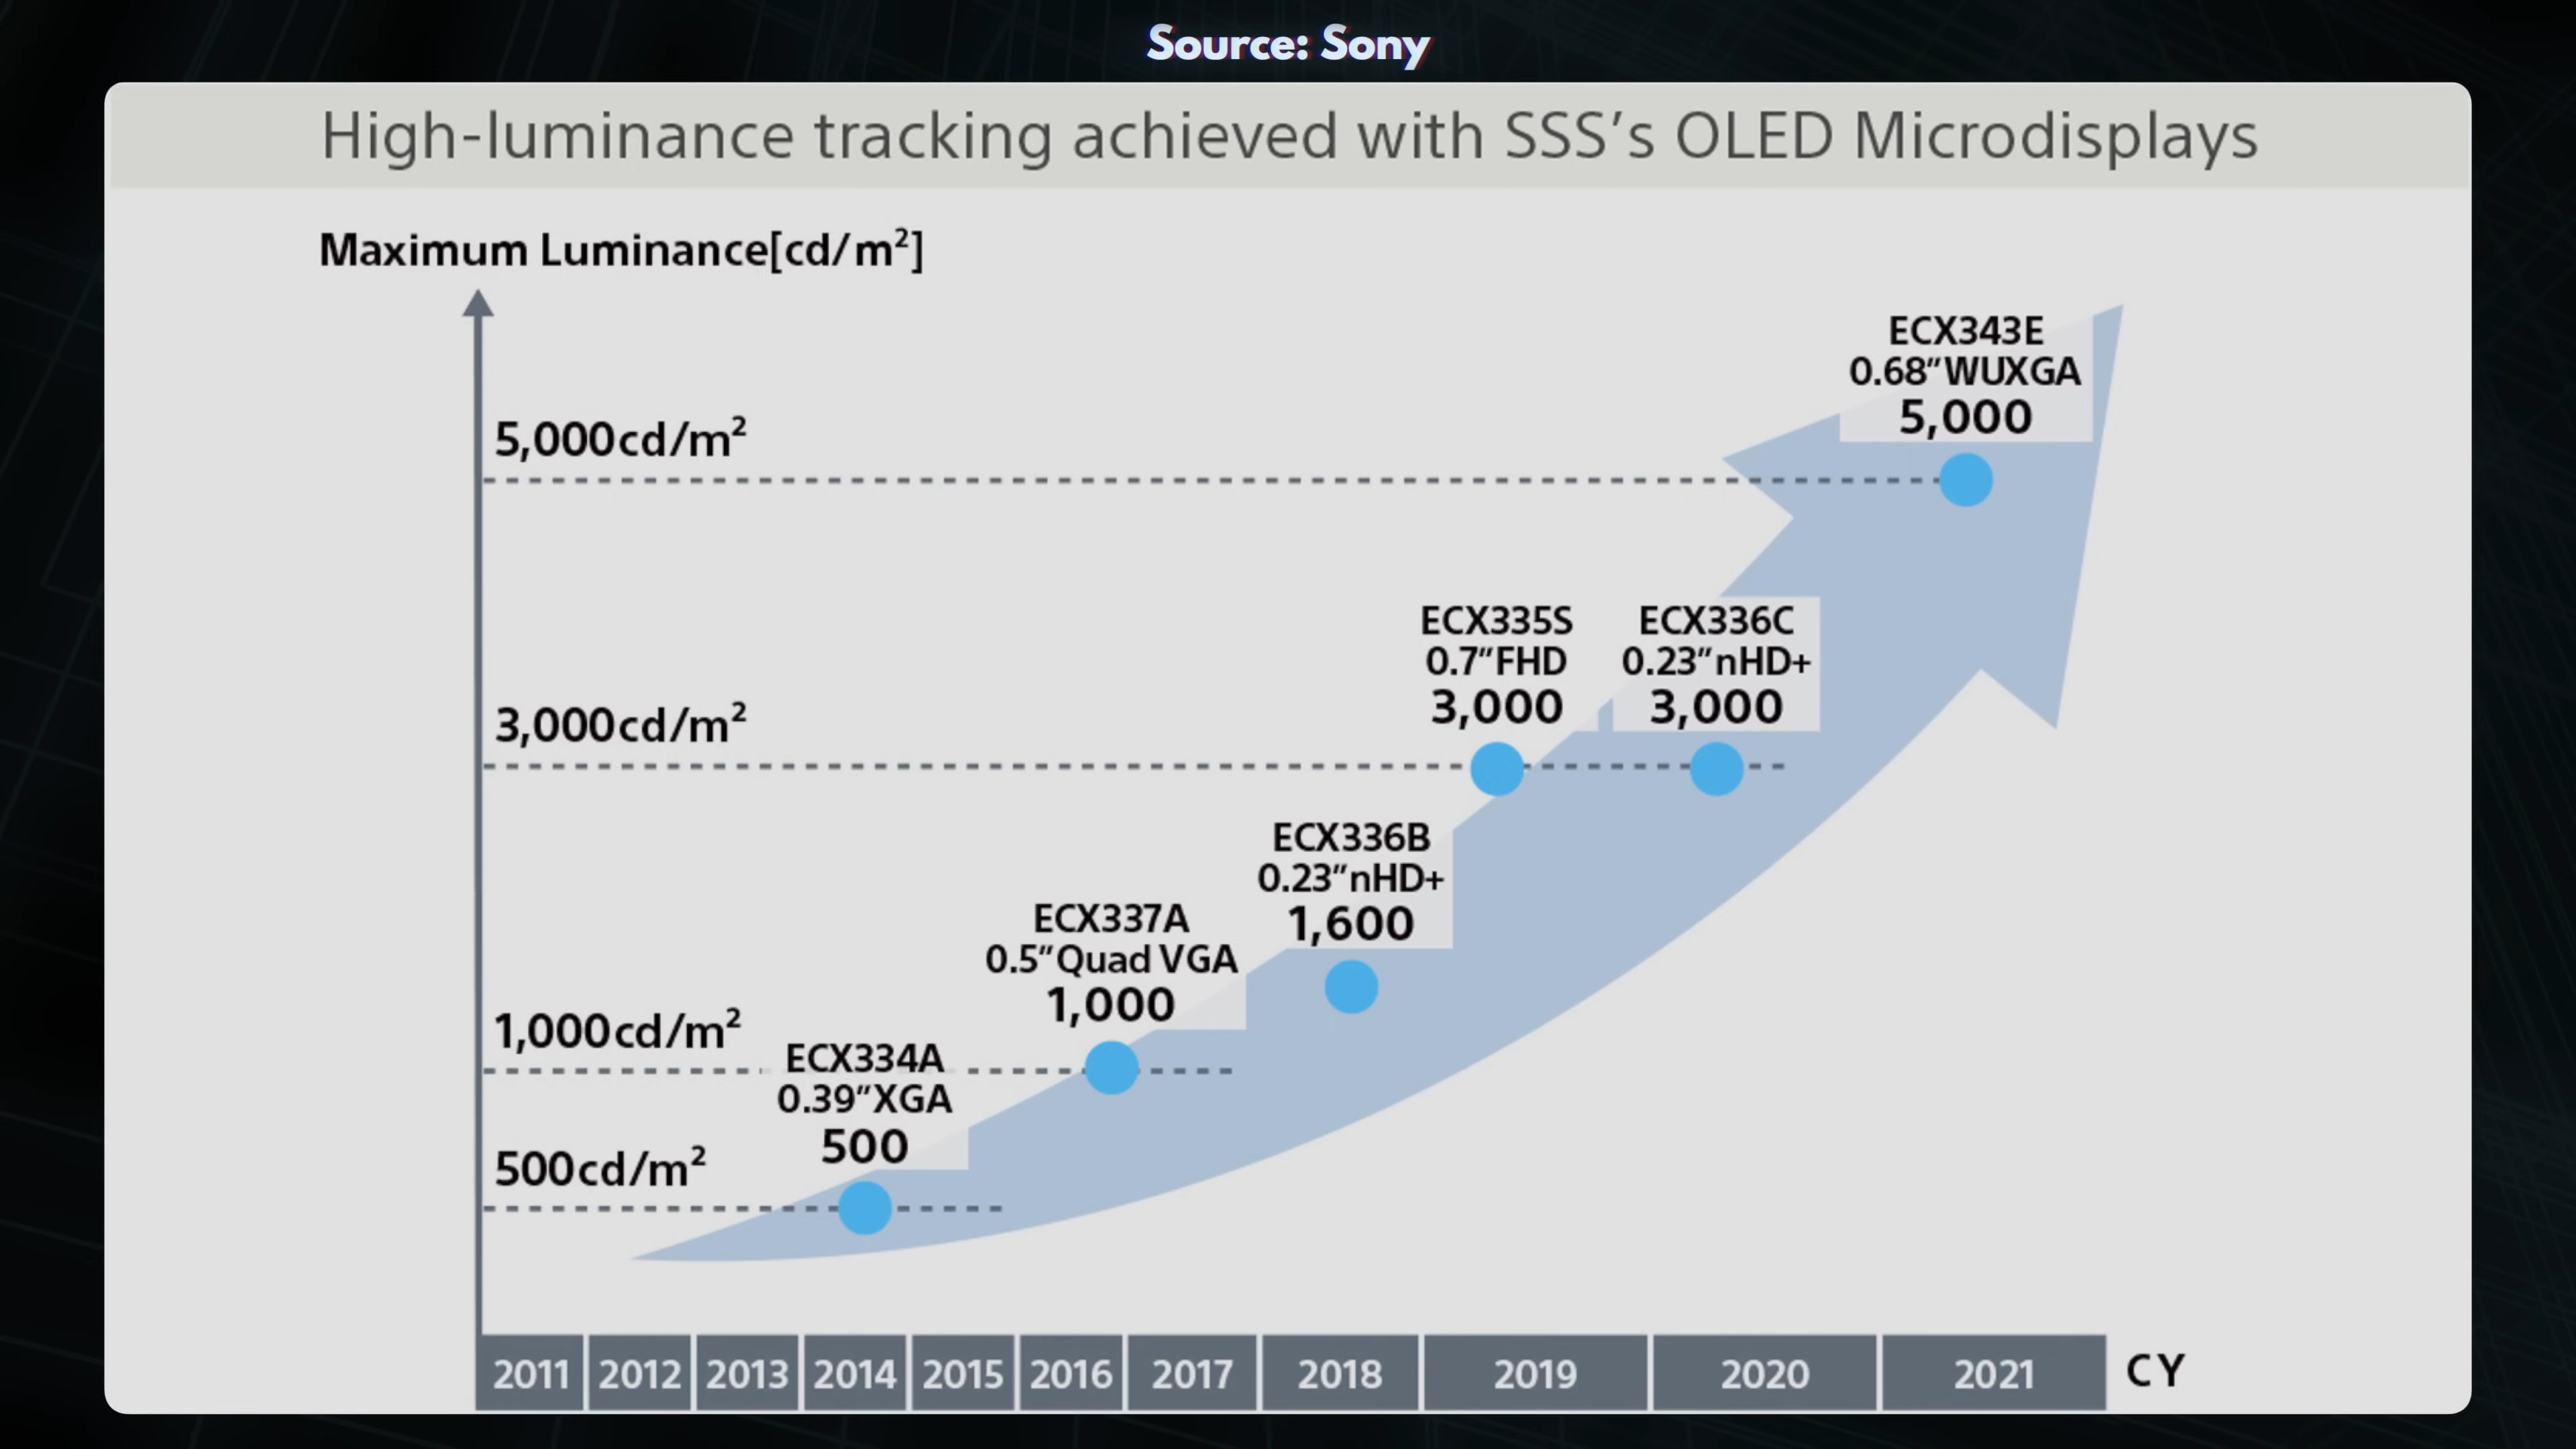 Source: Sony
High-luminance tracking achieved with SSS's OLED Microdisplays
Maximum Luminance[cd/m²]
ECX343E
0.68″WUXGA
5,000
5,000cd/m²
ECX335S
0.7″FHD
3,000
ECX336C
0.23″nHD+
3,000
3,000cd/m²
ECX336B
0.23″nHD+
1,600
ECX337A
0.5″Quad VGA
1,000
1,000cd/m²
ECX334A
0.39″XGA
500
500cd/m²
2011 2012 2013 2014 2015 2016 2017 2018 2019 2020 2021 CY